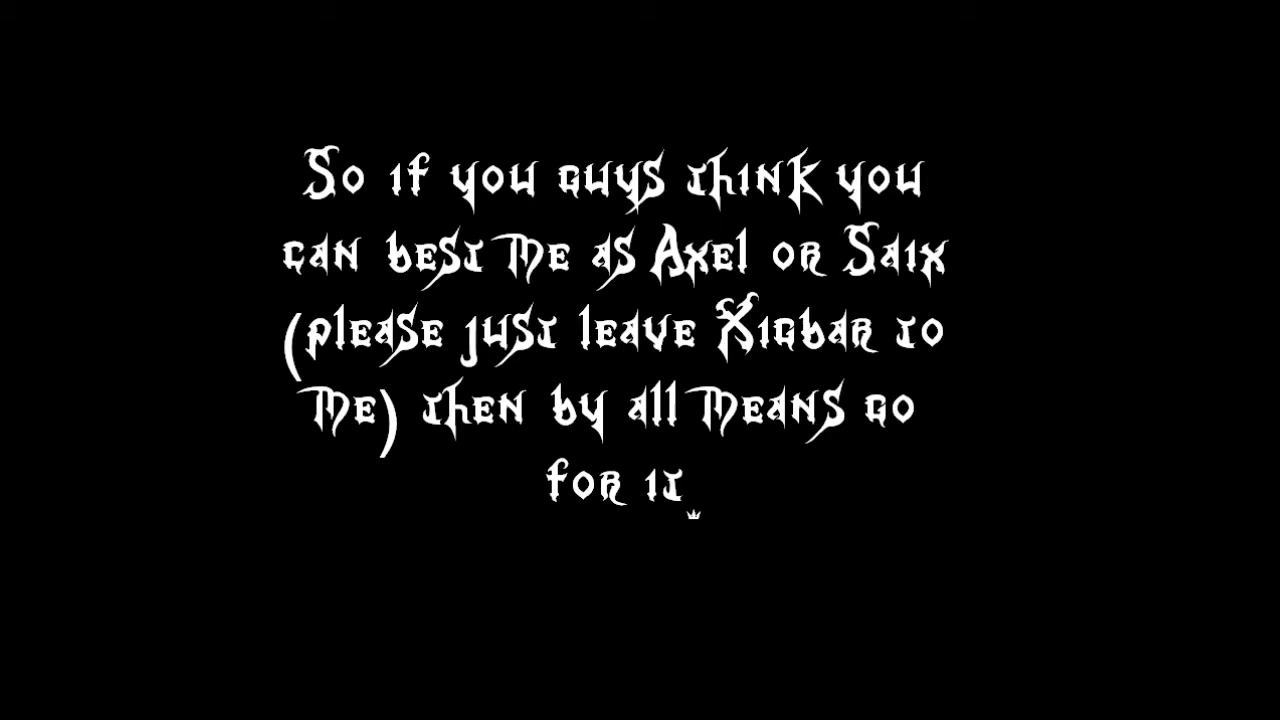 So if you guys think you
can best me as Axel or Saix
(please just leave Xigbar to
me) then by all means go
for it.